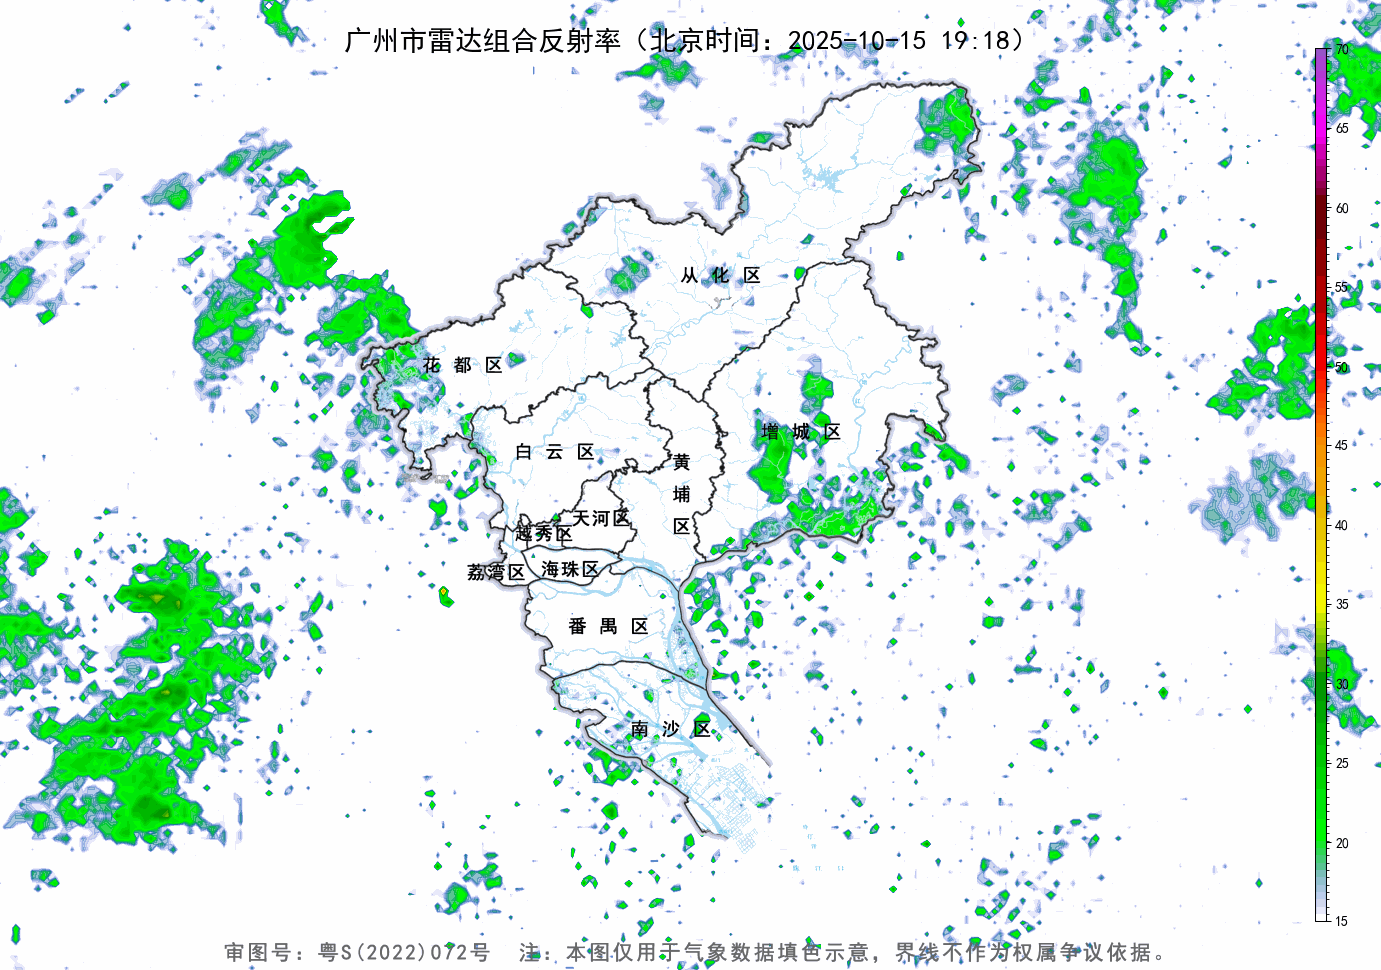 广州市雷达组合反射率（北京时间：2025-10-15 19:18）
70
65
60
55
50
45
40
35
30
25
20
15
从化区
花都区
增城区
白云区
黄埔区
天河区
越秀区
荔湾区
海珠区
番禺区
南沙区
审图号：粤S(2022)072号 注：本图仅用于气象数据填色示意，界线不作为权属争议依据。